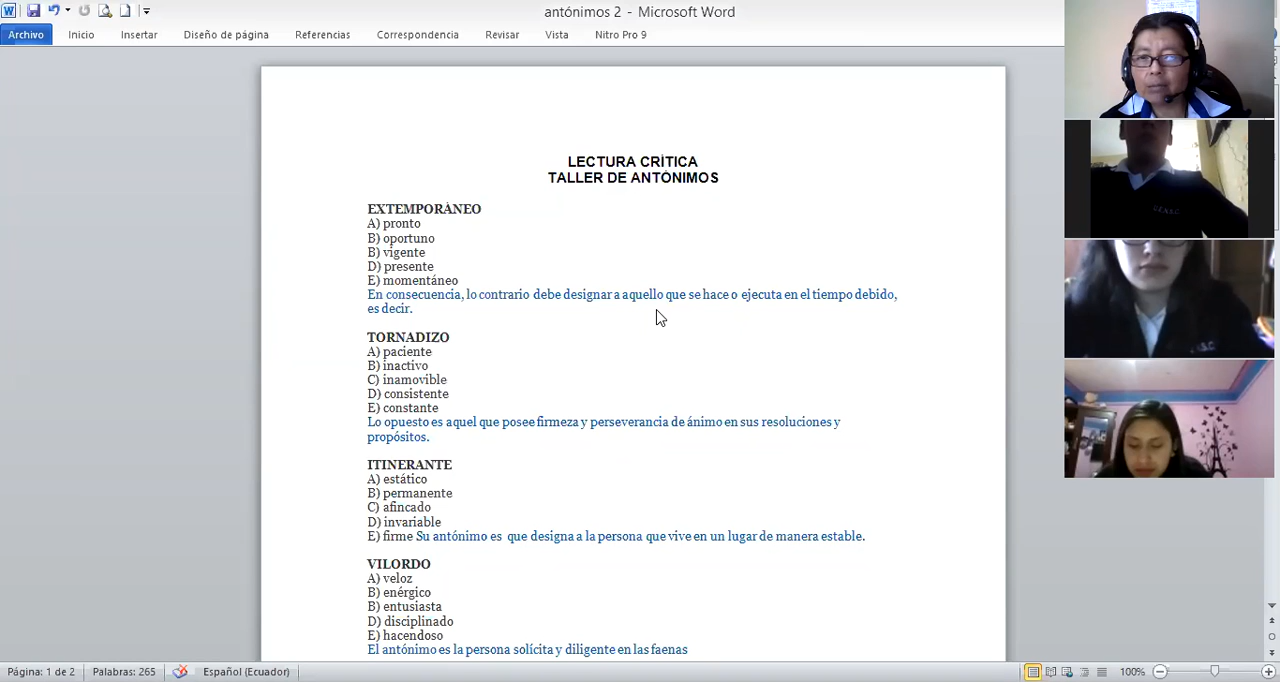 antónimos 2 - Microsoft Word
Archivo Inicio Insertar Diseño de página Referencias Correspondencia Revisar Vista Nitro Pro 9
LECTURA CRÍTICA
TALLER DE ANTÓNIMOS
EXTEMPORÁNEO
A) pronto
B) oportuno
B) vigente
D) presente
E) momentáneo
En consecuencia, lo contrario debe designar a aquello que se hace o ejecuta en el tiempo debido,
es decir.
TORNADIZO
A) paciente
B) inactivo
C) inamovible
D) consistente
E) constante
Lo opuesto es aquel que posee firmeza y perseverancia de ánimo en sus resoluciones y
propósitos.
ITINERANTE
A) estático
B) permanente
C) afincado
D) invariable
E) firme Su antónimo es que designa a la persona que vive en un lugar de manera estable.
VILORDO
A) veloz
B) enérgico
B) entusiasta
D) disciplinado
E) hacendoso
El antónimo es la persona solícita y diligente en las faenas
Página: 1 de 2 Palabras: 265 Español (Ecuador) 100%